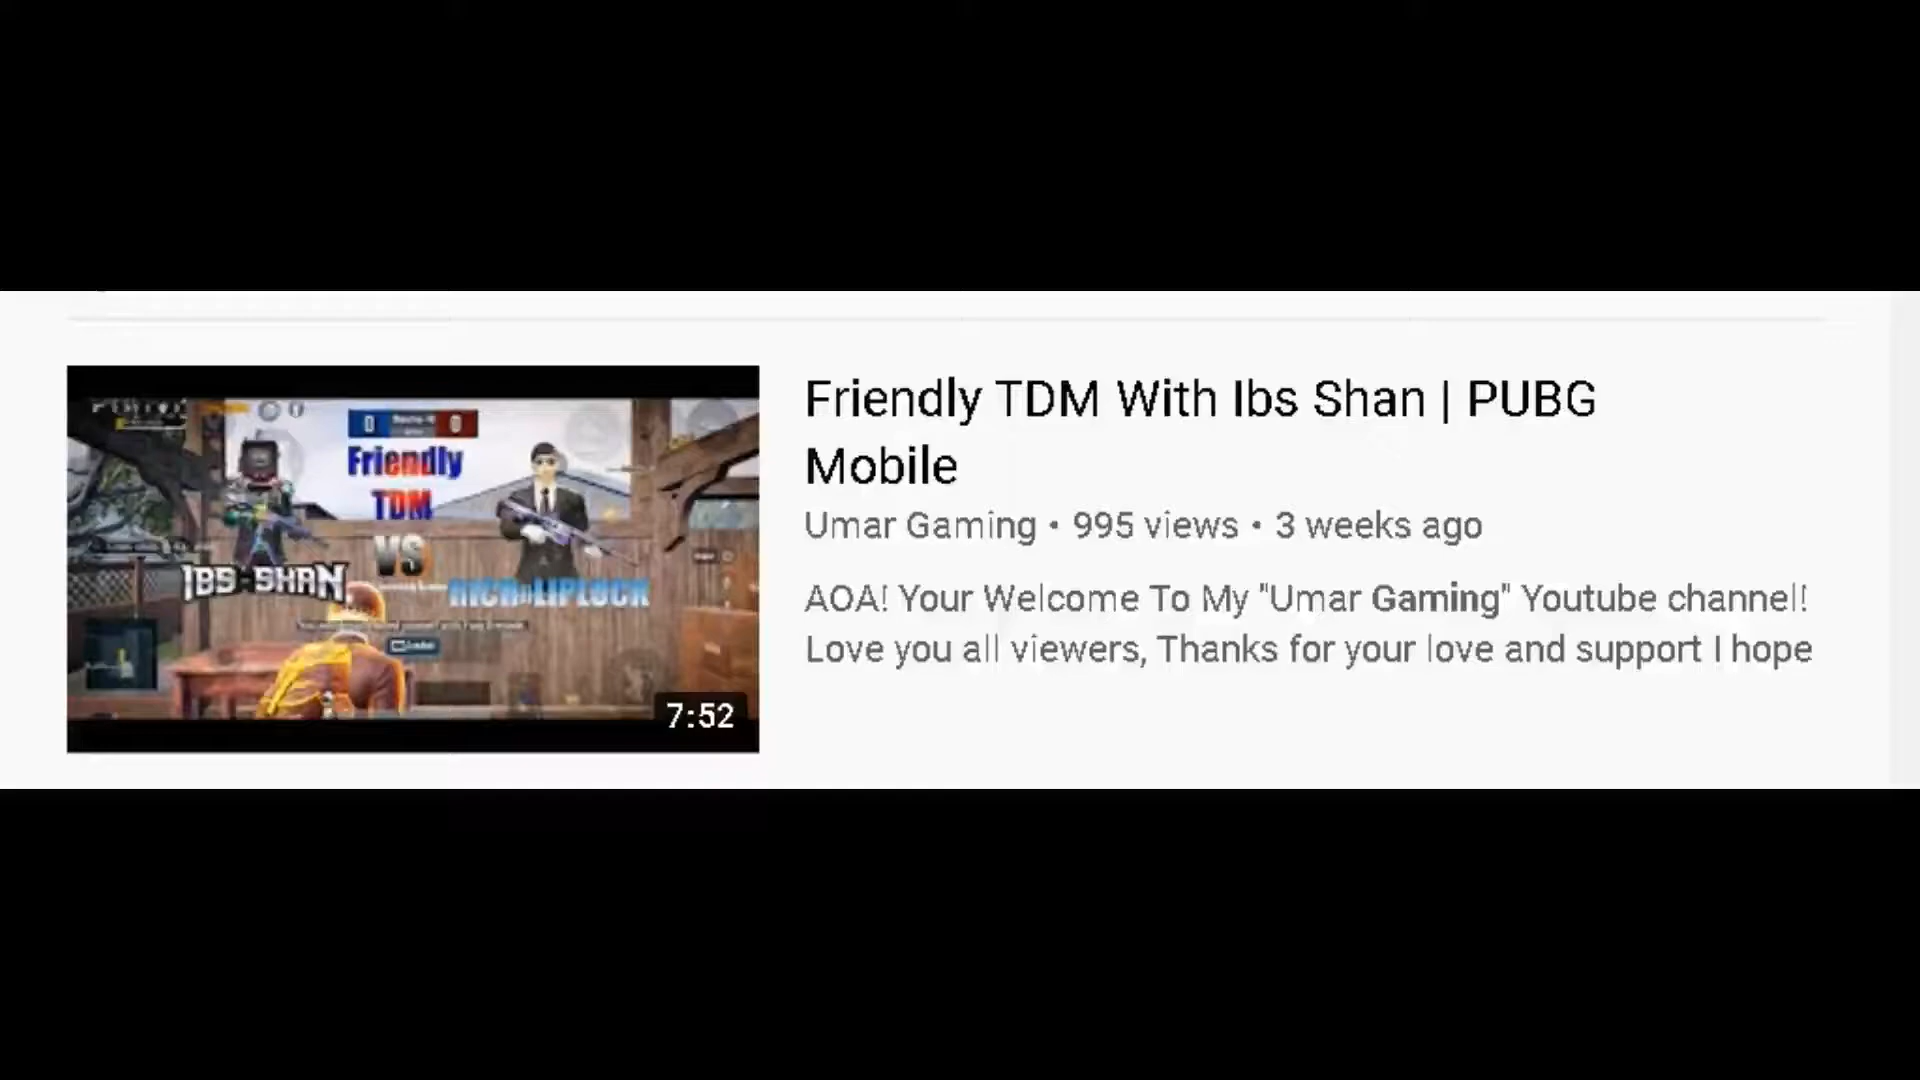 0 0
Friendly
TDM
VS
IBS SHAN
7:52
Friendly TDM With Ibs Shan | PUBG
Mobile
Umar Gaming • 995 views • 3 weeks ago
AOA! Your Welcome To My "Umar Gaming" Youtube channel!
Love you all viewers, Thanks for your love and support I hope